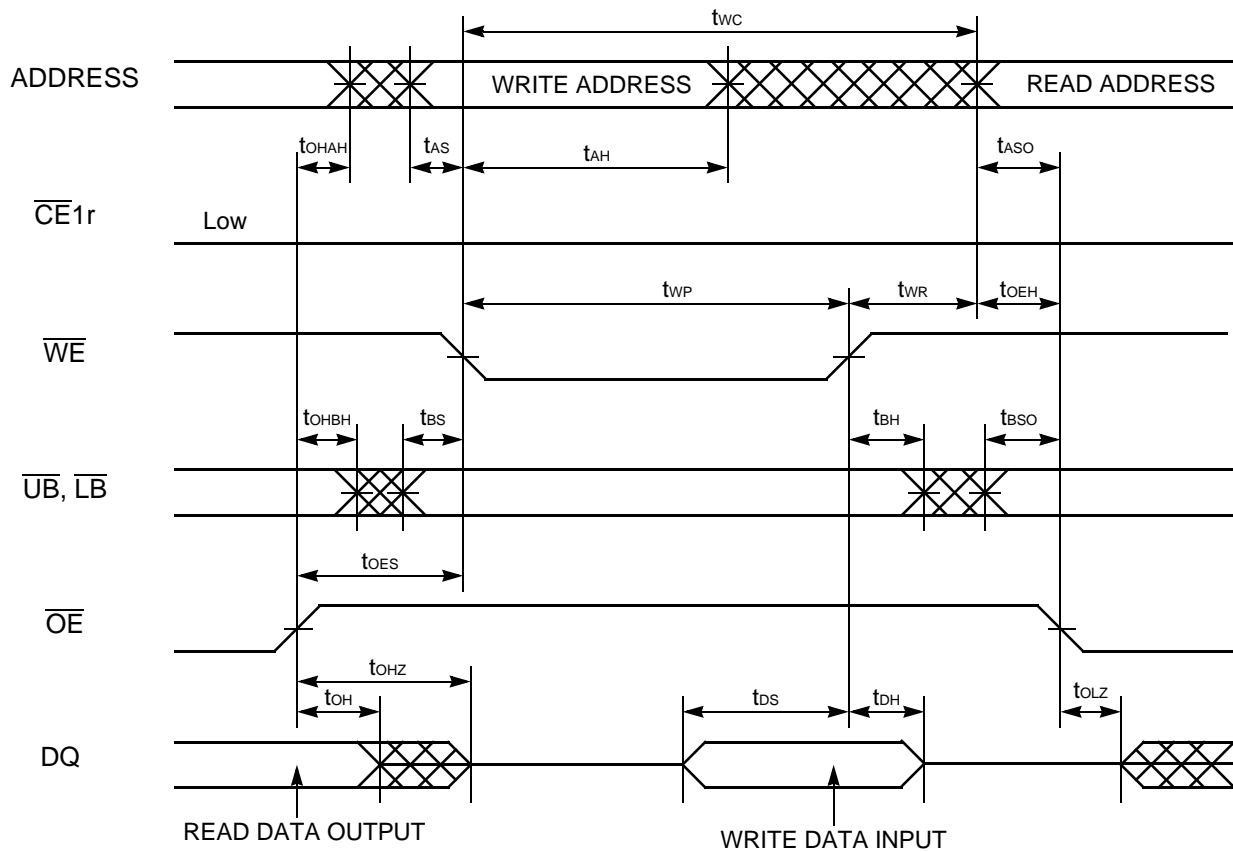 tWC
ADDRESS
WRITE ADDRESS
READ ADDRESS
tOHAH
tAS
tAH
tASO
CE1r
Low
tWP
tWR
tOEH
WE
tOHBH
tBS
tBH
tBSO
UB, LB
tOES
OE
tOHZ
tOH
tDS
tDH
tOLZ
DQ
READ DATA OUTPUT
WRITE DATA INPUT